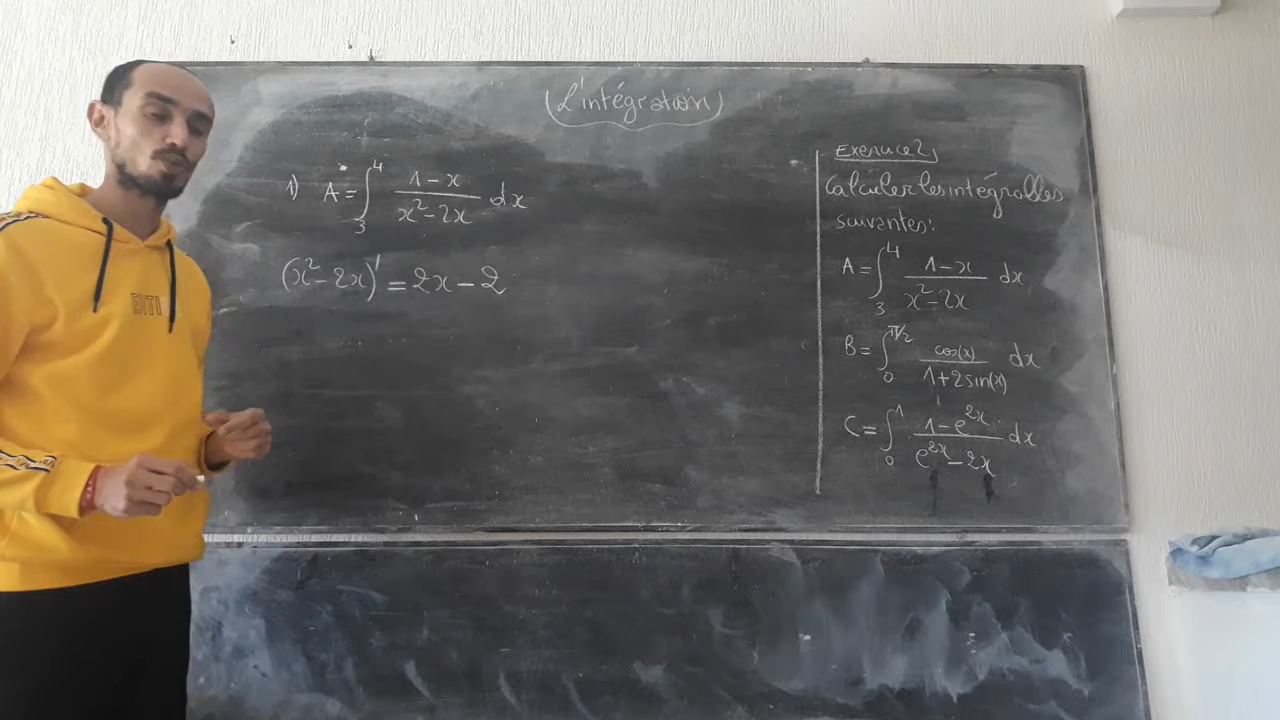 (L'intégration)
1) A = ∫₃⁴ (1-x)/(x²-2x) dx
(x²-2x)' = 2x-2
Exercice 2,
Calculer les intégralles
suivantes:
A = ∫₃⁴ (1-x)/(x²-2x) dx
B = ∫₀^π/2 cos(x)/(1+2sin(x)) dx
C = ∫₀¹ (1-e^2x)/(e^2x-2x) dx